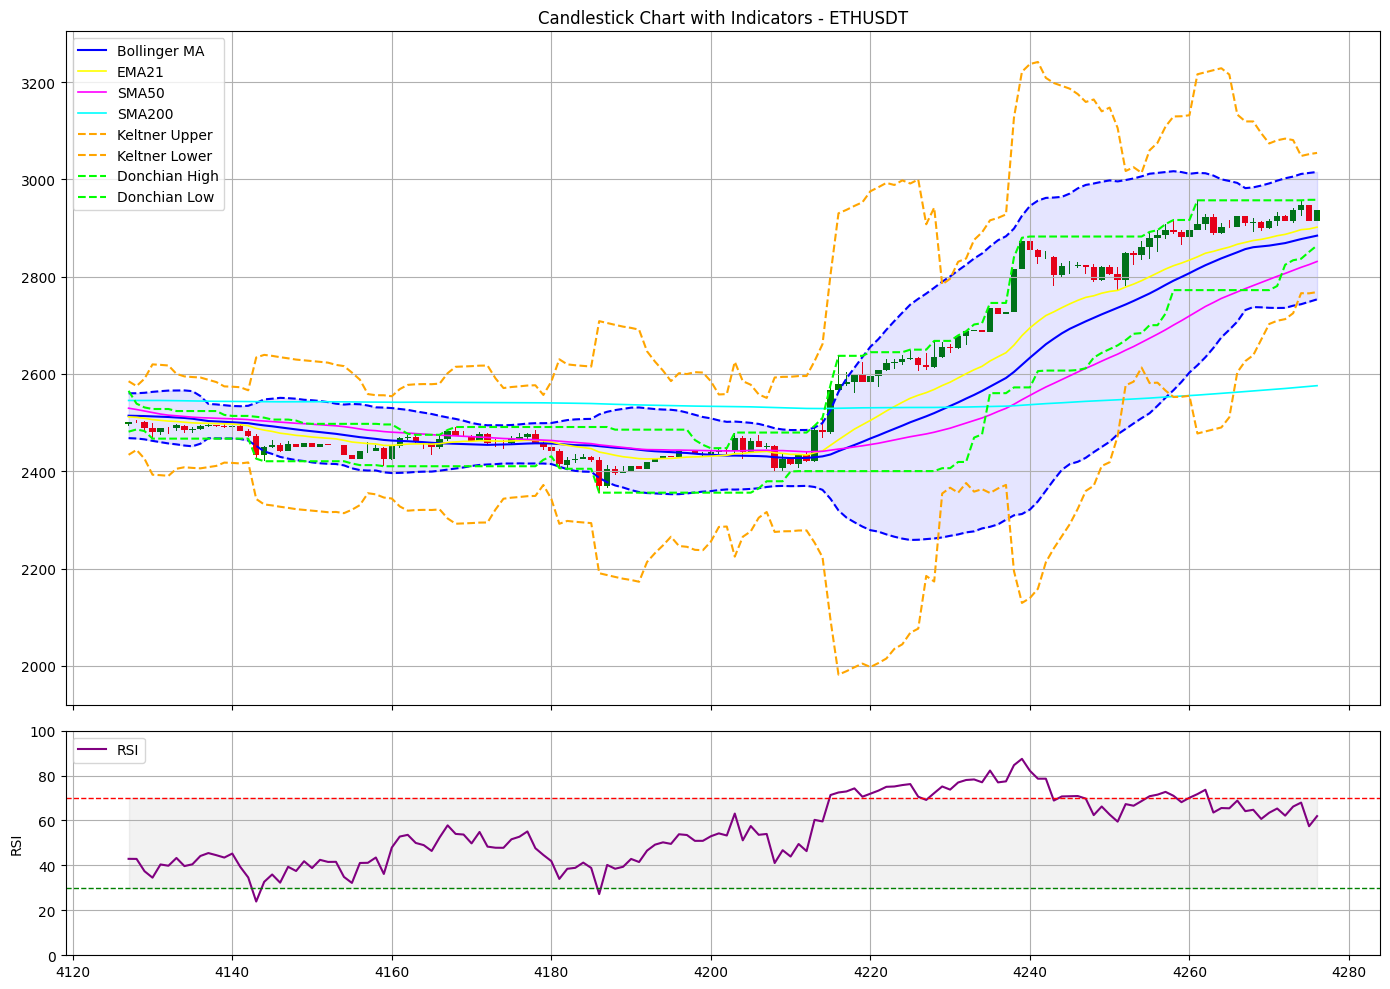 Candlestick Chart with Indicators - ETHUSDT
Bollinger MA
EMA21
SMA50
SMA200
Keltner Upper
Keltner Lower
Donchian High
Donchian Low
3200
3000
2800
2600
2400
2200
2000
RSI
100
80
60
40
20
0
RSI
4120
4140
4160
4180
4200
4220
4240
4260
4280